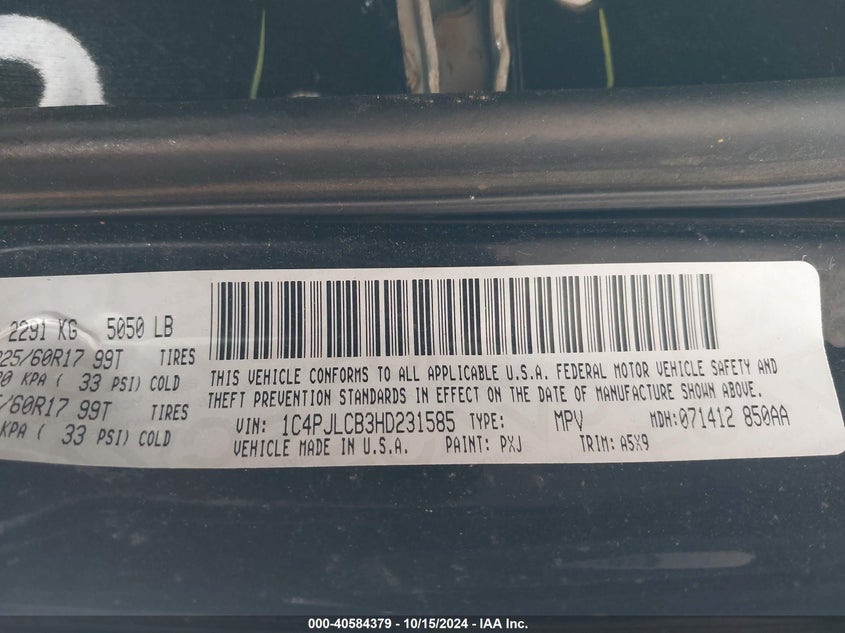 2291 KG 5050 LB
25/60R17 99T TIRES
KPA ( 33 PSI) COLD
/60R17 99T TIRES
KPA ( 33 PSI) COLD
THIS VEHICLE CONFORMS TO ALL APPLICABLE U.S.A. FEDERAL MOTOR VEHICLE SAFETY AND
THEFT PREVENTION STANDARDS IN EFFECT ON THE DATE OF MANUFACTURE SHOWN ABOVE.
VIN: 1C4PJLCB3HD231585 TYPE: MPV MDH:071412 850AA
VEHICLE MADE IN U.S.A. PAINT: PXJ TRIM: A5X9
000-40584379 - 10/15/2024 - IAA Inc.